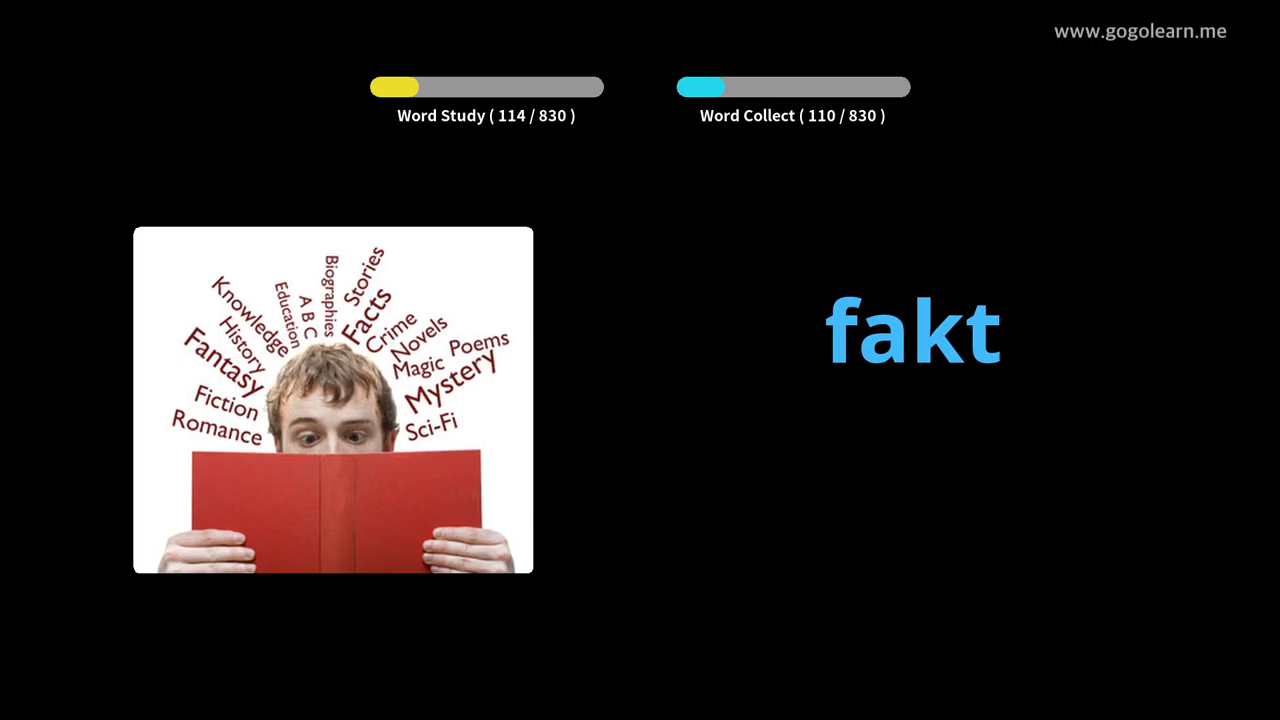 www.gogolearn.me
Word Study ( 114 / 830 )
Word Collect ( 110 / 830 )
Biographies
Stories
Education
A B C
Facts
Knowledge
Crime
History
Novels
Fantasy
Magic
Poems
Mystery
Fiction
Romance
Sci-Fi
fakt